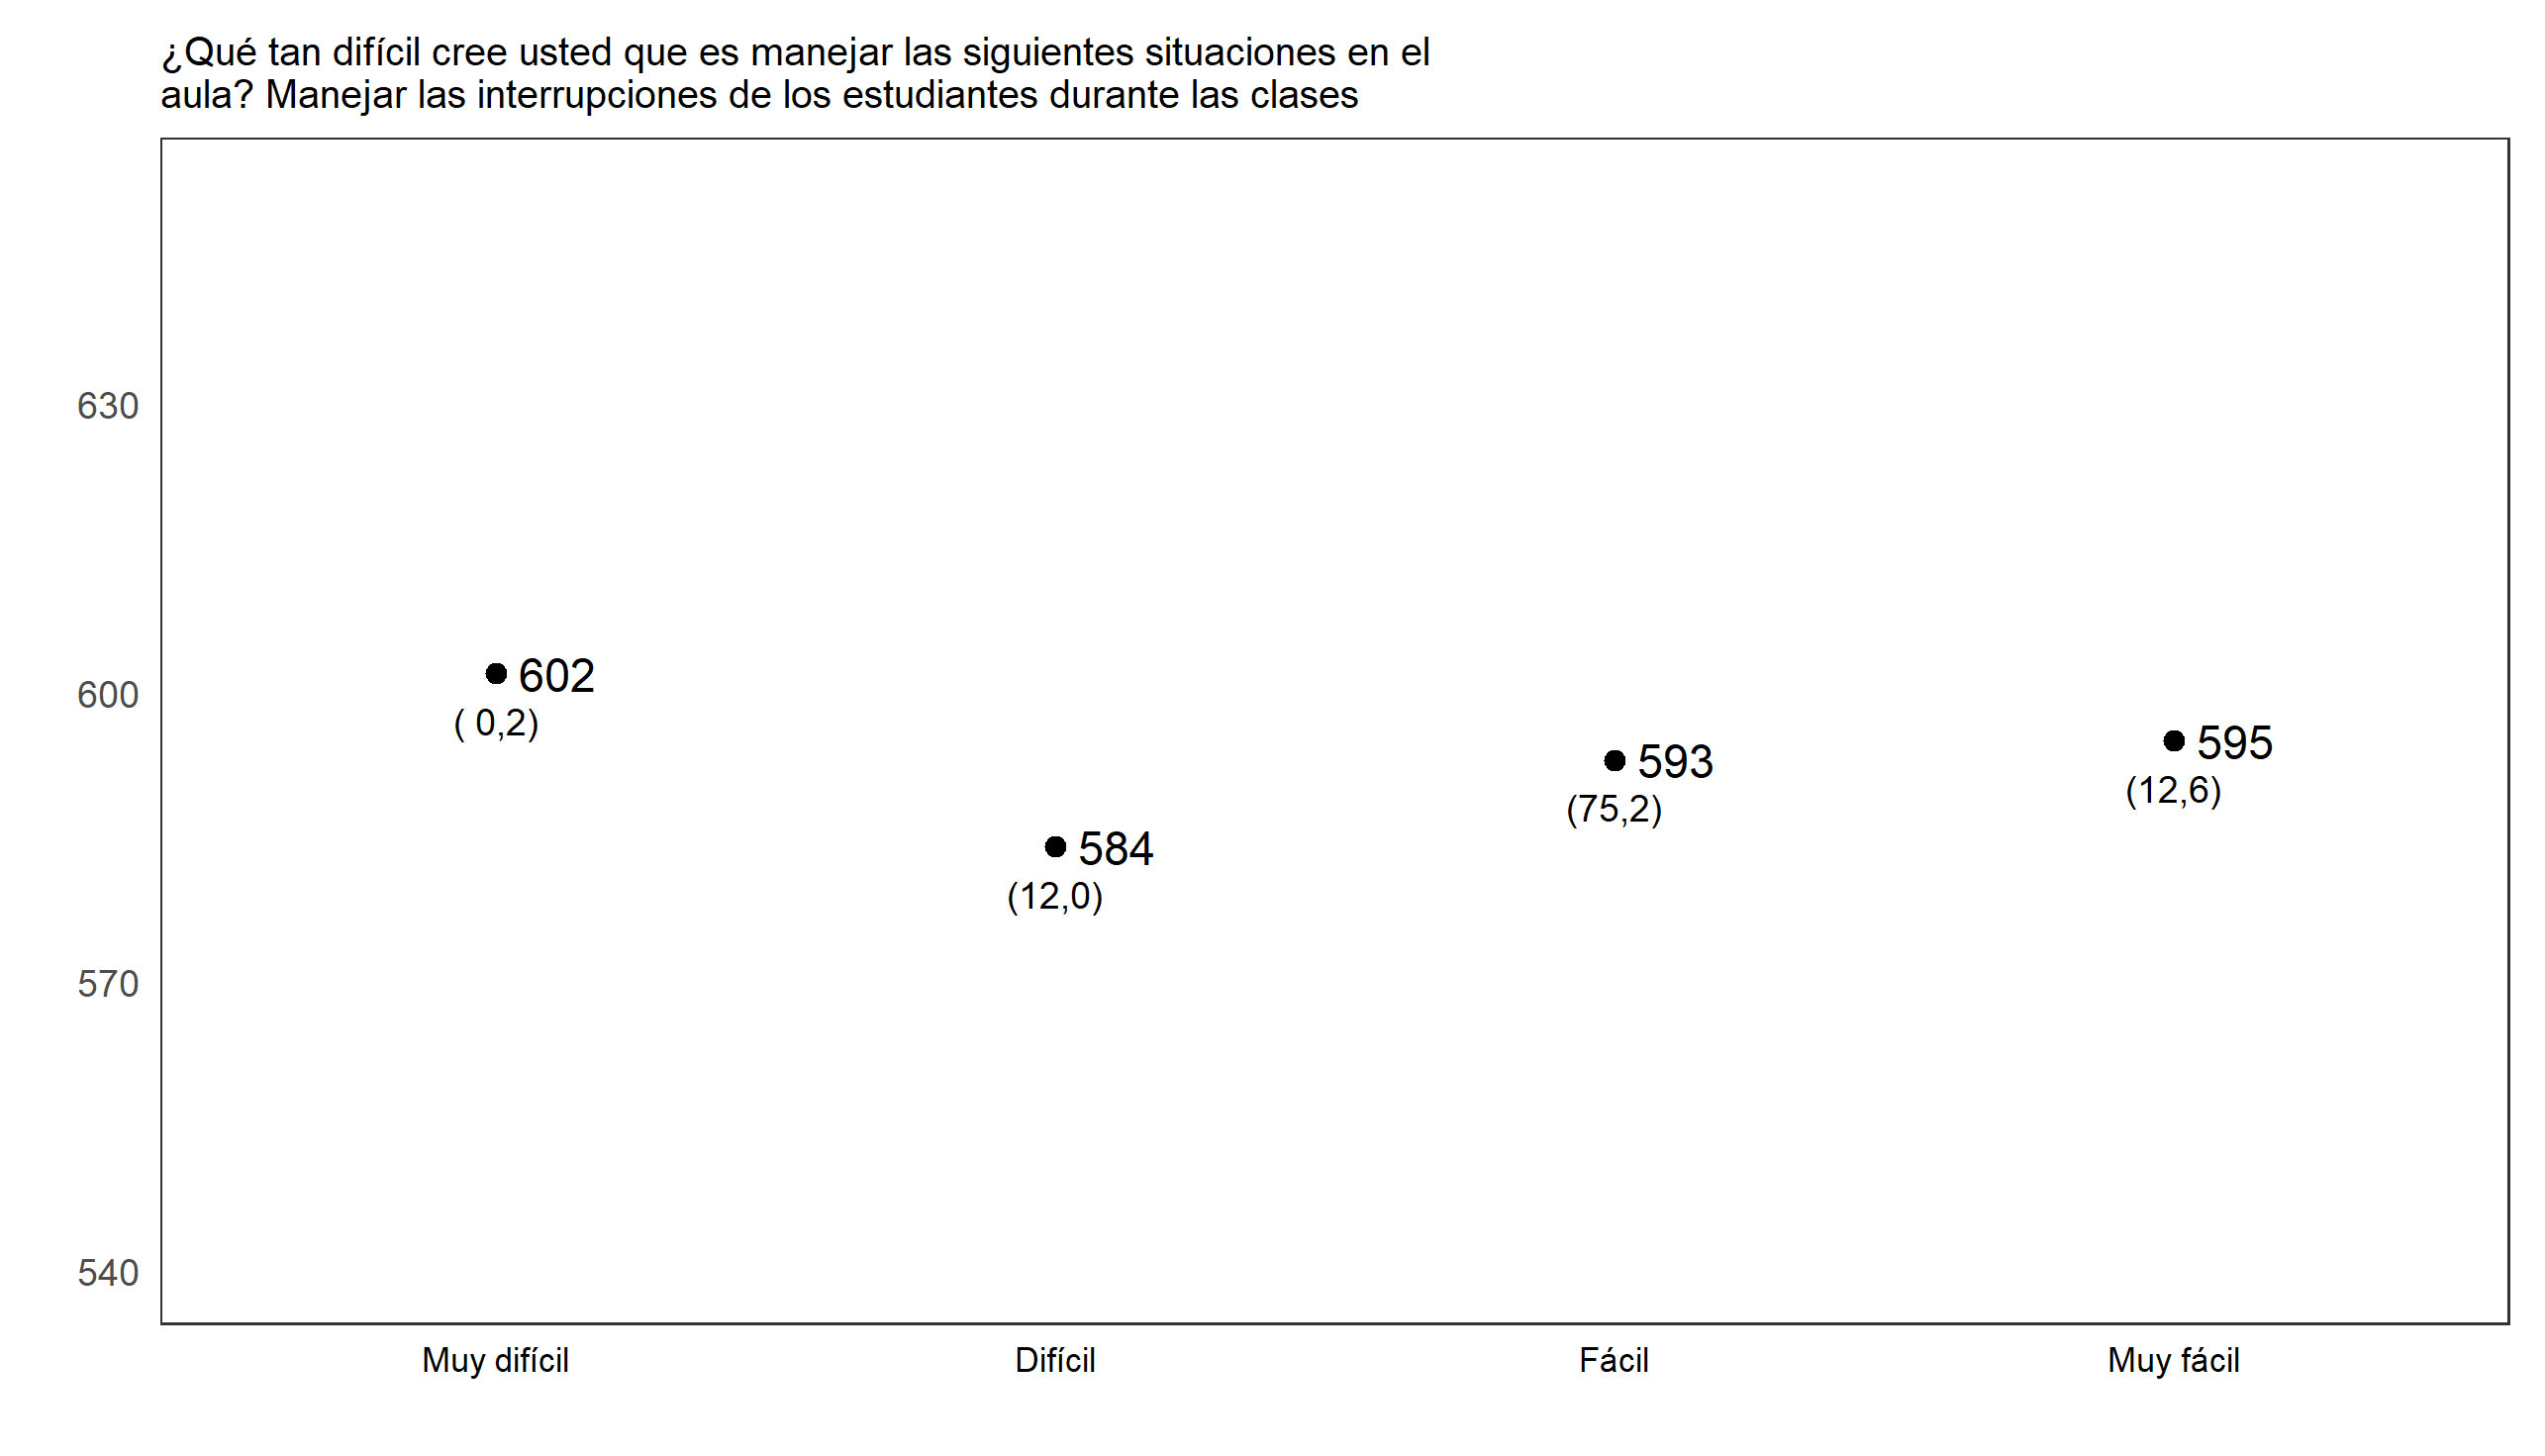 ¿Qué tan difícil cree usted que es manejar las siguientes situaciones en el
aula? Manejar las interrupciones de los estudiantes durante las clases
630
600
570
540
602
( 0,2)
584
(12,0)
593
(75,2)
595
(12,6)
Muy difícil
Difícil
Fácil
Muy fácil